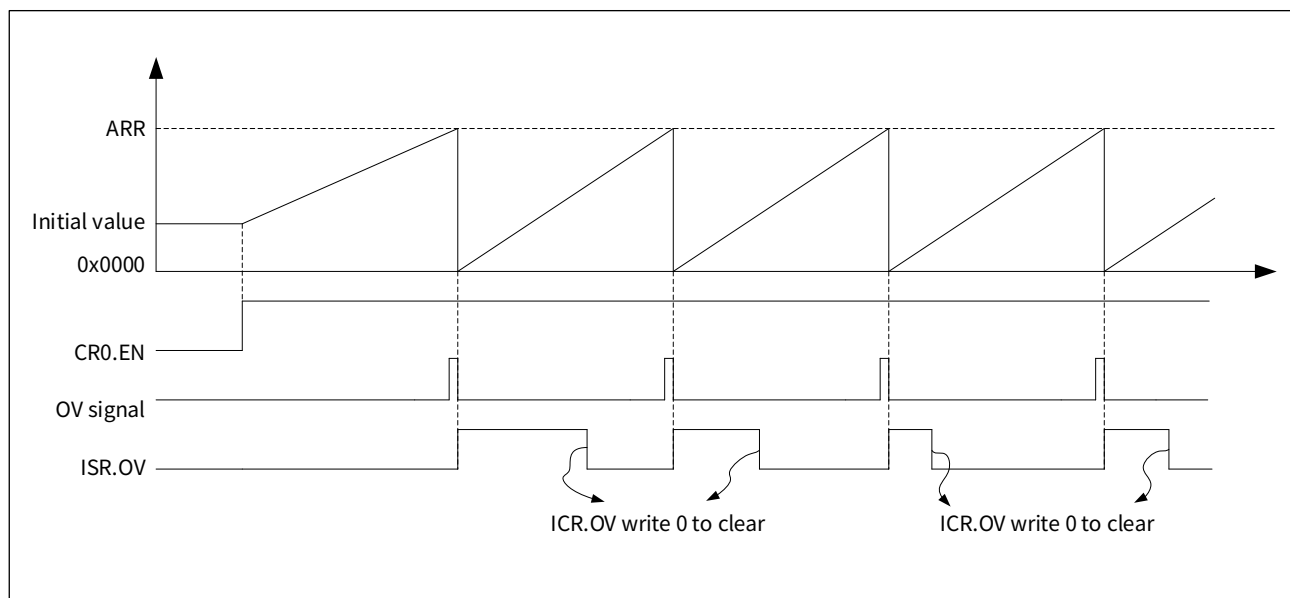 ARR
Initial value
0x0000
CR0.EN
OV signal
ISR.OV
ICR.OV write 0 to clear
ICR.OV write 0 to clear